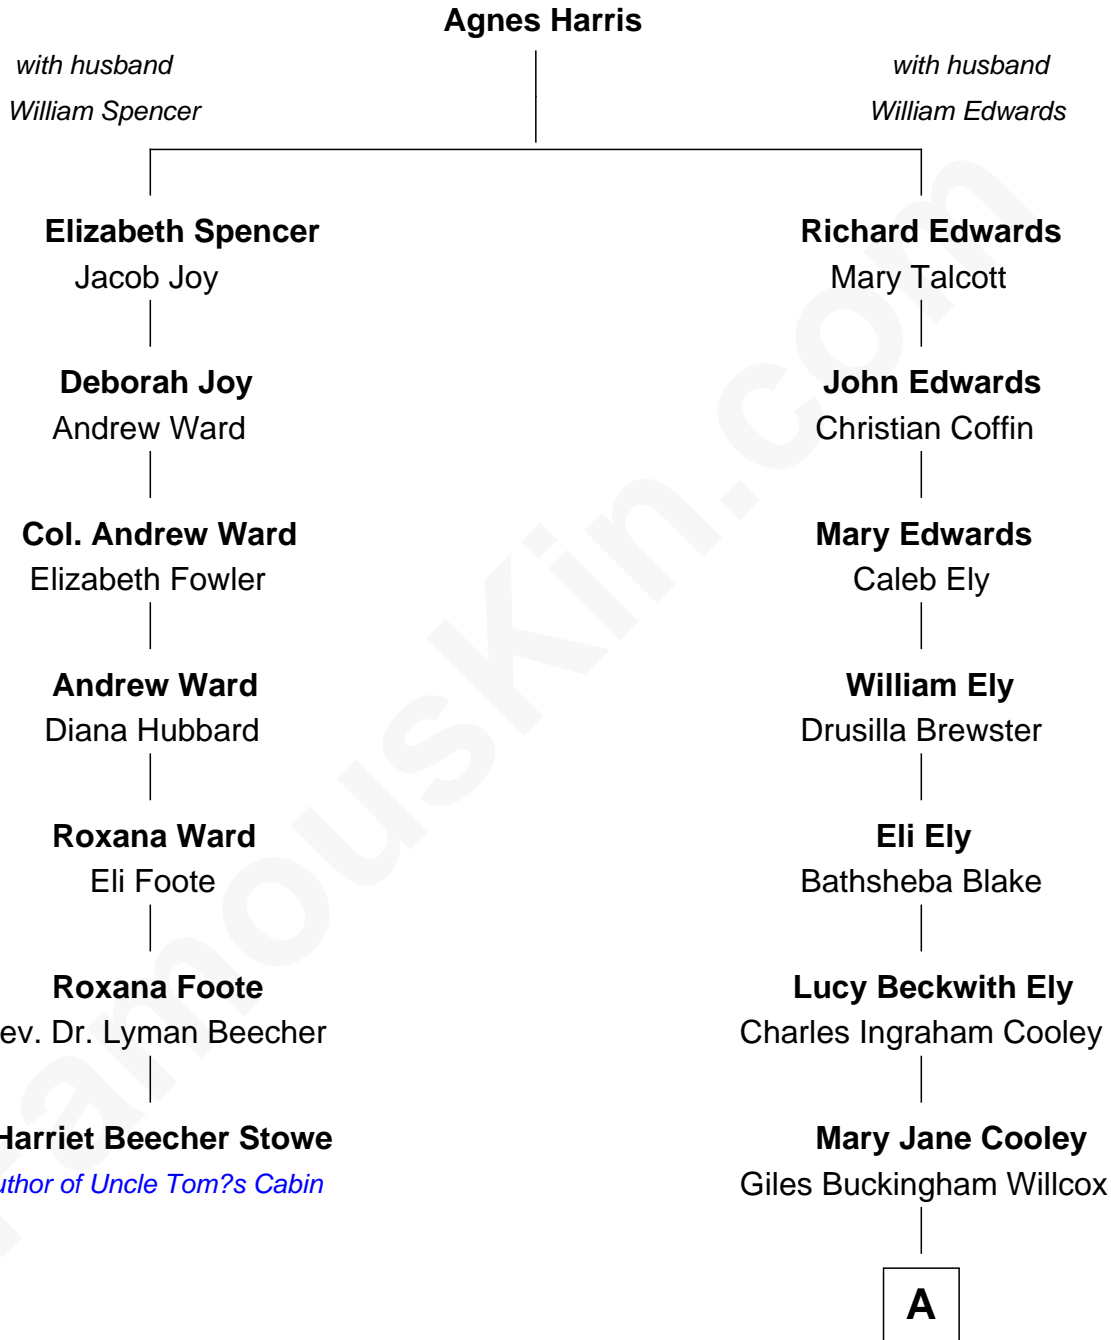 Agnes Harris
with husband
William Spencer
with husband
William Edwards
Elizabeth Spencer
Jacob Joy
Richard Edwards
Mary Talcott
Deborah Joy
Andrew Ward
John Edwards
Christian Coffin
Col. Andrew Ward
Elizabeth Fowler
Mary Edwards
Caleb Ely
Andrew Ward
Diana Hubbard
William Ely
Drusilla Brewster
Roxana Ward
Eli Foote
Eli Ely
Bathsheba Blake
Roxana Foote
ev. Dr. Lyman Beecher
Lucy Beckwith Ely
Charles Ingraham Cooley
Harriet Beecher Stowe
uthor of Uncle Tom?s Cabin
Mary Jane Cooley
Giles Buckingham Willcox
A
FamousKin.com